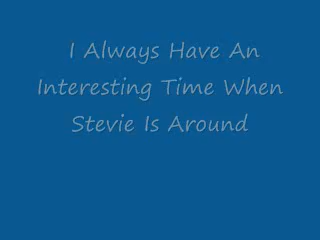 I Always Have An
Interesting Time When
Stevie Is Around